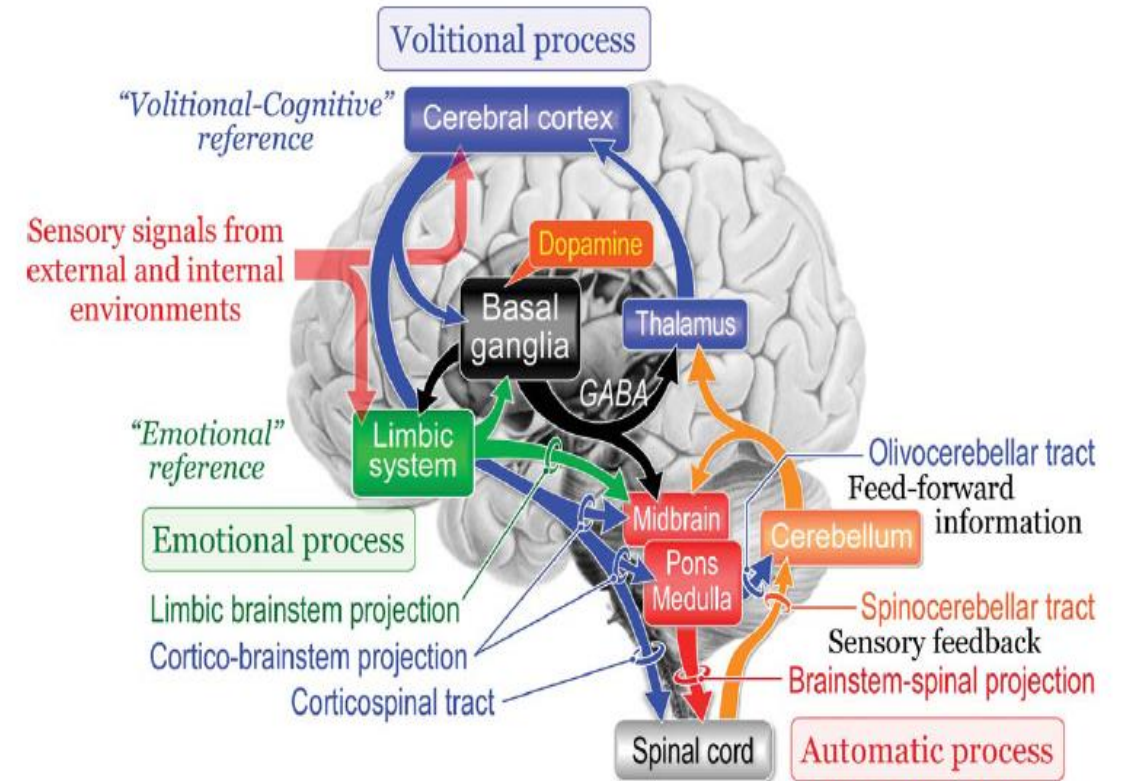 Volitional process
“Volitional-Cognitive”
reference
Cerebral cortex
Sensory signals from
external and internal
environments
Dopamine
Basal
ganglia
Thalamus
GABA
“Emotional”
reference
Limbic
system
Olivocerebellar tract
Feed-forward
information
Midbrain
Cerebellum
Emotional process
Pons
Medulla
Limbic brainstem projection
Spinocerebellar tract
Sensory feedback
Cortico-brainstem projection
Brainstem-spinal projection
Corticospinal tract
Spinal cord
Automatic process